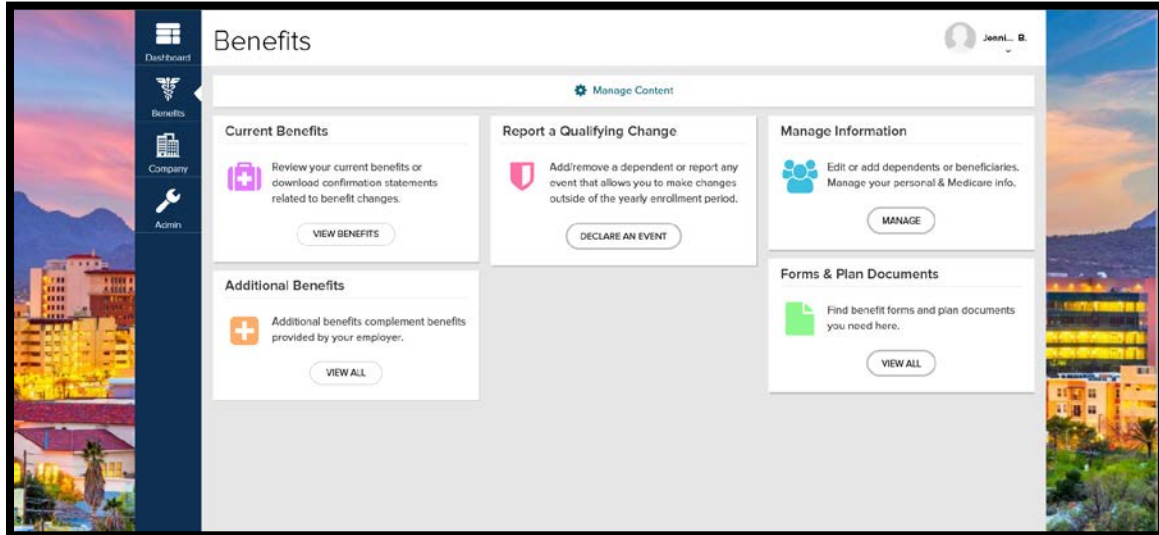 Benefits
Jenni... B.
Dashboard
Benefits
Company
Admin
Manage Content
Current Benefits
Review your current benefits or
download confirmation statements
related to benefit changes.
VIEW BENEFITS
Report a Qualifying Change
Add/remove a dependent or report any
event that allows you to make changes
outside of the yearly enrollment period.
DECLARE AN EVENT
Manage Information
Edit or add dependents or beneficiaries.
Manage your personal & Medicare info.
MANAGE
Additional Benefits
Additional benefits complement benefits
provided by your employer.
VIEW ALL
Forms & Plan Documents
Find benefit forms and plan documents
you need here.
VIEW ALL